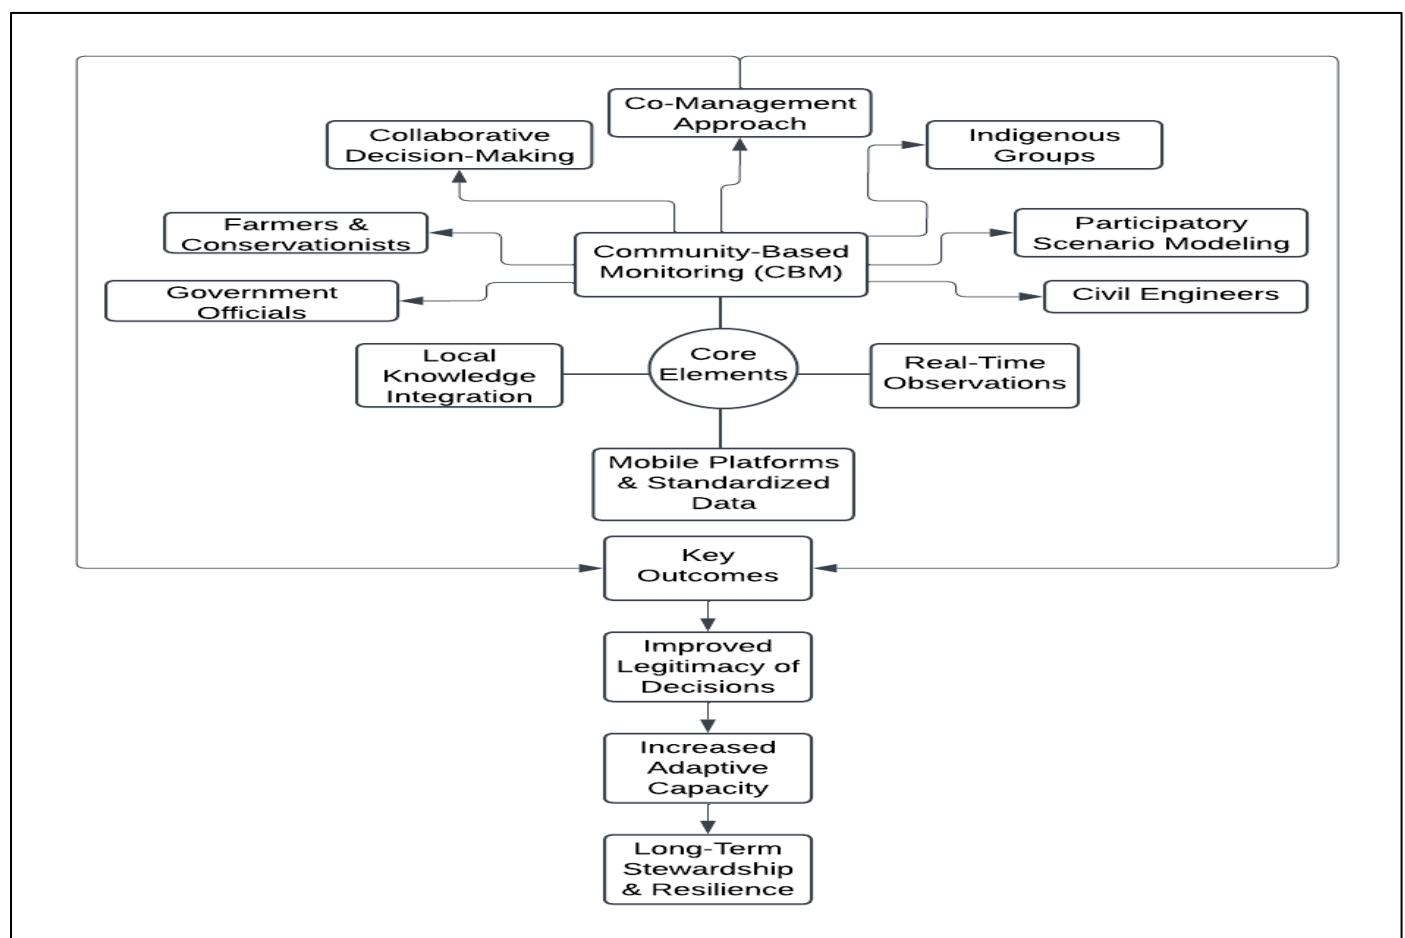 Co-Management
Approach
Collaborative
Decision-Making
Indigenous
Groups
Farmers &
Conservationists
Community-Based
Monitoring (CBM)
Participatory
Scenario Modeling
Government
Officials
Civil Engineers
Local
Knowledge
Integration
Core
Elements
Real-Time
Observations
Mobile Platforms
& Standardized
Data
Key
Outcomes
Improved
Legitimacy of
Decisions
Increased
Adaptive
Capacity
Long-Term
Stewardship
& Resilience